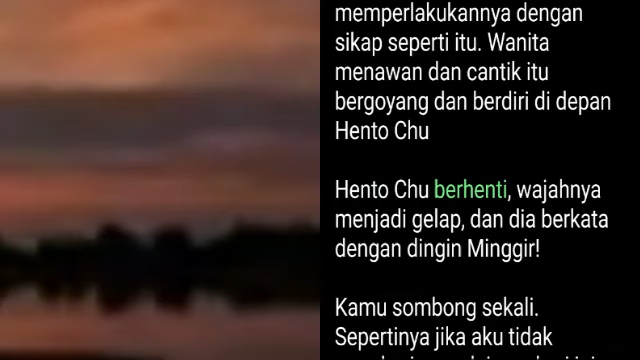 memperlakukannya dengan
sikap seperti itu. Wanita
menawan dan cantik itu
bergoyang dan berdiri di depan
Hento Chu
Hento Chu berhenti, wajahnya
menjadi gelap, dan dia berkata
dengan dingin Minggir!
Kamu sombong sekali.
Sepertinya jika aku tidak